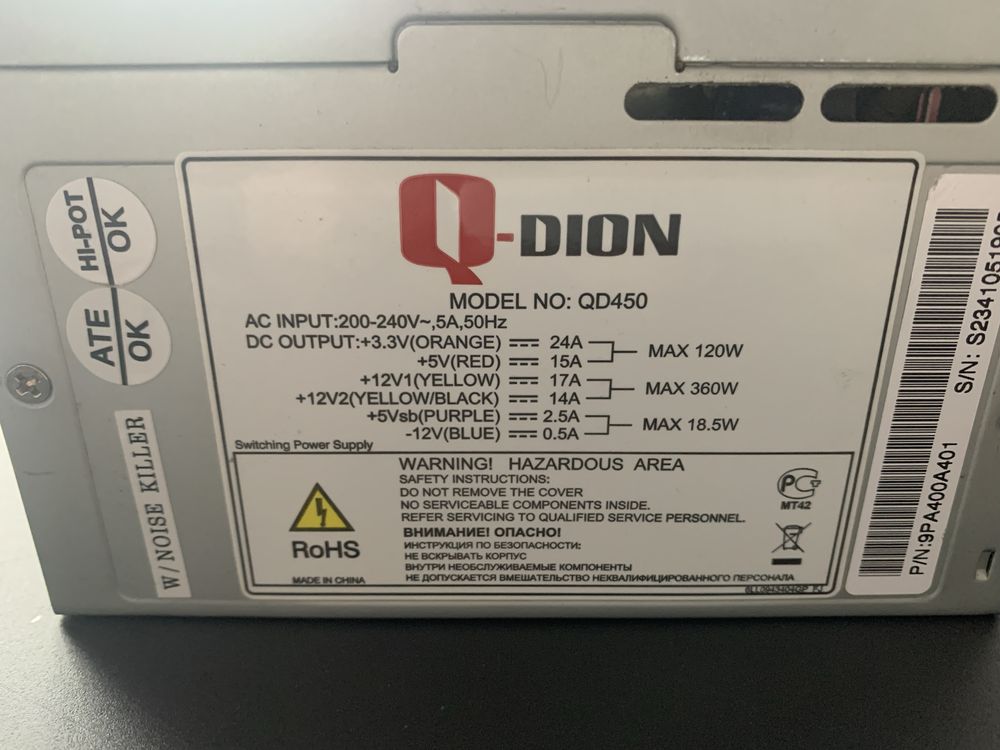 HI-POT
OK
ATE
OK
W/NOISE KILLER
Q-DION
MODEL NO: QD450
AC INPUT:200-240V~,5A,50Hz
DC OUTPUT:+3.3V(ORANGE) 24A
+5V(RED) 15A
MAX 120W
+12V1(YELLOW) 17A
+12V2(YELLOW/BLACK) 14A
MAX 360W
+5Vsb(PURPLE) 2.5A
-12V(BLUE) 0.5A
MAX 18.5W
Switching Power Supply
WARNING! HAZARDOUS AREA
SAFETY INSTRUCTIONS:
DO NOT REMOVE THE COVER
NO SERVICEABLE COMPONENTS INSIDE.
REFER SERVICING TO QUALIFIED SERVICE PERSONNEL.
ВНИМАНИЕ! ОПАСНО!
ИНСТРУКЦИЯ ПО БЕЗОПАСНОСТИ:
НЕ ВСКРЫВАТЬ КОРПУС
ВНУТРИ НЕОБСЛУЖИВАЕМЫЕ КОМПОНЕНТЫ
НЕ ДОПУСКАЕТСЯ ВМЕШАТЕЛЬСТВО НЕКВАЛИФИЦИРОВАННОГО ПЕРСОНАЛА
RoHS
MADE IN CHINA
PC
MT42
P/N:9PA400A401
S/N: